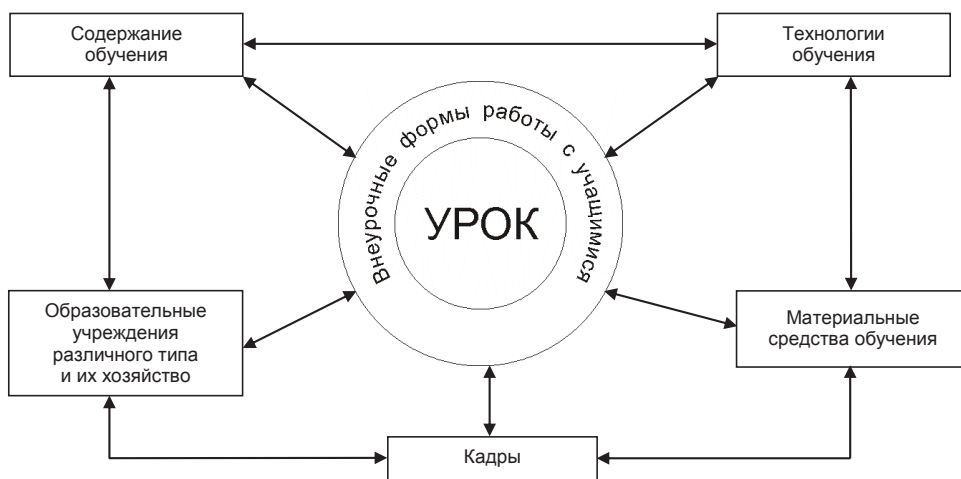 Содержание
обучения
Технологии
обучения
Внеурочные формы работы с учащимися
УРОК
Образовательные
учреждения
различного типа
и их хозяйство
Материальные
средства обучения
Кадры